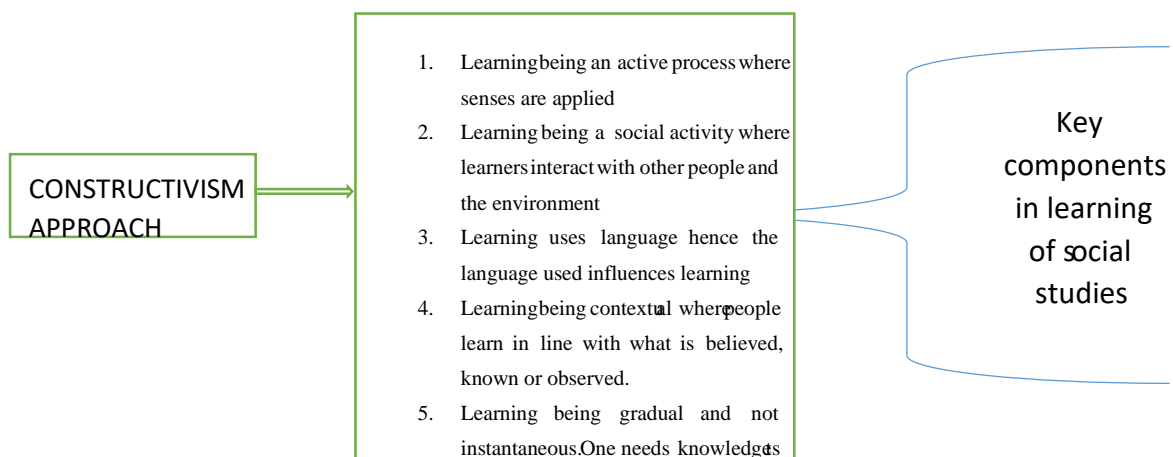 CONSTRUCTIVISM
APPROACH
1. Learning being an active process where
senses are applied
2. Learning being a social activity where
learners interact with other people and
the environment
3. Learning uses language hence the
language used influences learning
4. Learning being contextual where people
learn in line with what is believed,
known or observed.
5. Learning being gradual and not
instantaneous.One needs knowledge
Key
components
in learning
of social
studies